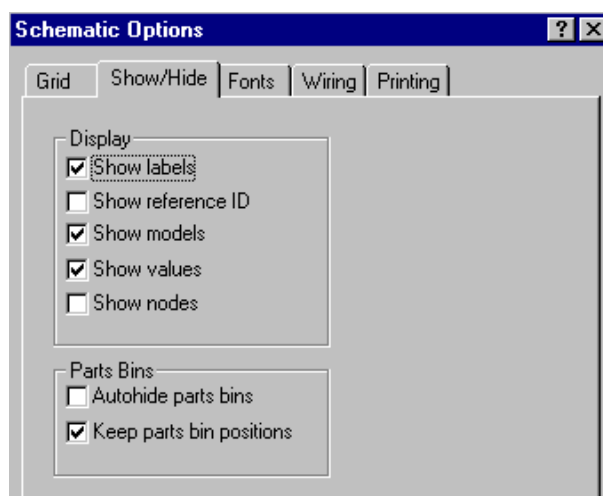 Schematic Options
Grid Show/Hide Fonts Wiring Printing
Display
Show labels
Show reference ID
Show models
Show values
Show nodes
Parts Bins
Autohide parts bins
Keep parts bin positions